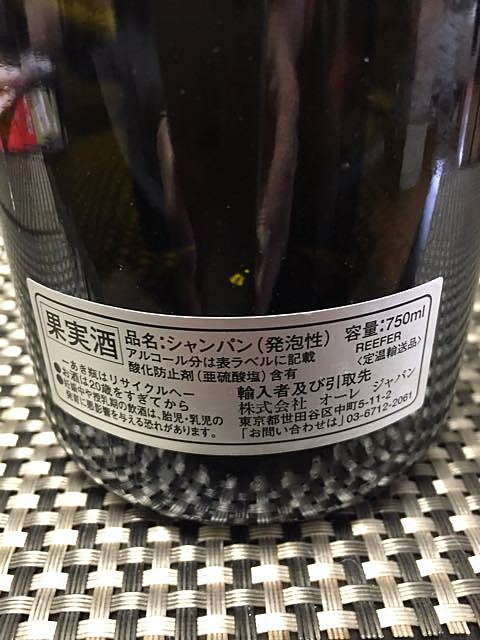 果実酒
品名:シャンパン(発泡性)
容量:750ml
アルコール分は表ラベルに記載
REEFER
酸化防止剤(亜硫酸塩)含有
〈定温輸送品〉
ーあき瓶はリサイクルへー
●お酒は20歳をすぎてから
●妊娠中や授乳期の飲酒は、胎児・乳児の
発育に悪影響を与える恐れがあります。
輸入者及び引取先
株式会社 オーレ ジャパン
東京都世田谷区中町5-11-2
「お問い合わせは」03-6712-2061